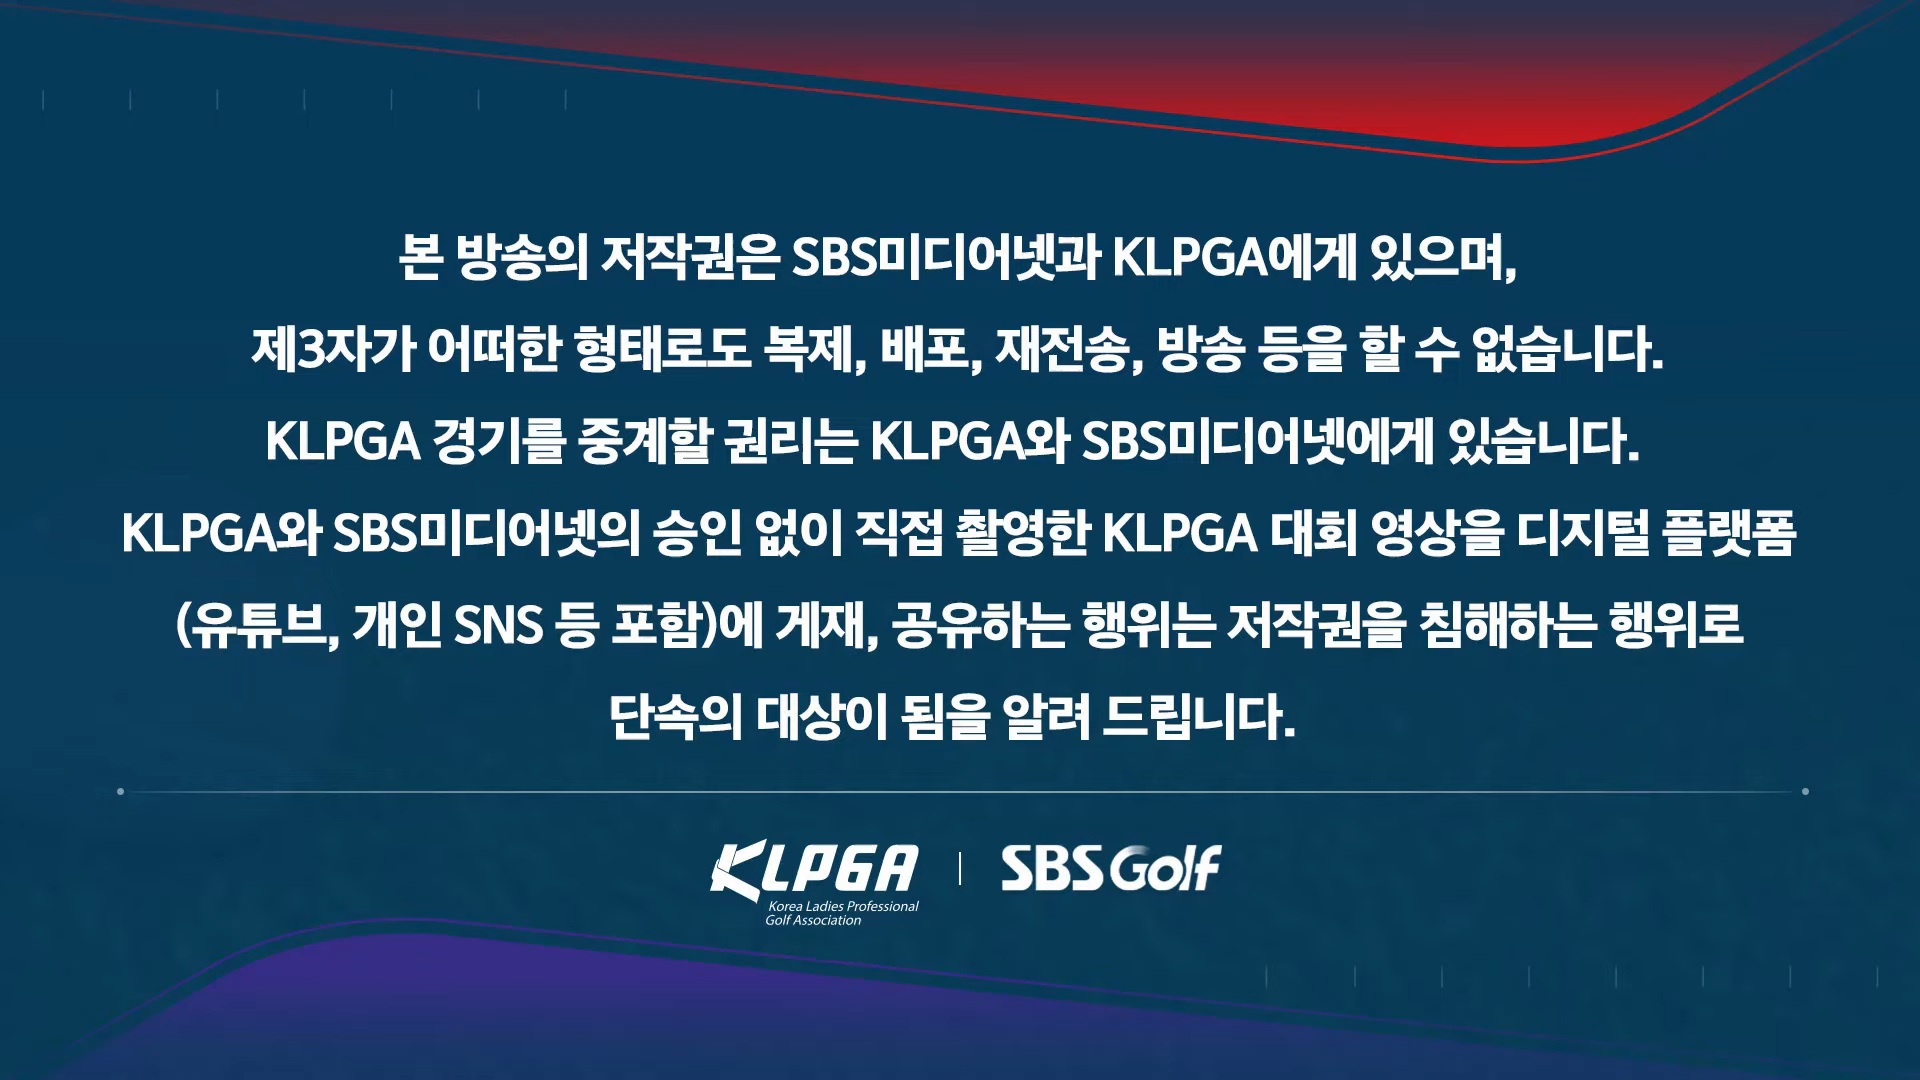 본 방송의 저작권은 SBS미디어넷과 KLPGA에게 있으며,
제3자가 어떠한 형태로도 복제, 배포, 재전송, 방송 등을 할 수 없습니다.
KLPGA 경기를 중계할 권리는 KLPGA와 SBS미디어넷에게 있습니다.
KLPGA와 SBS미디어넷의 승인 없이 직접 촬영한 KLPGA 대회 영상을 디지털 플랫폼
(유튜브, 개인 SNS 등 포함)에 게재, 공유하는 행위는 저작권을 침해하는 행위로
단속의 대상이 됨을 알려 드립니다.
KLPGA
Korea Ladies Professional
Golf Association
SBS Golf